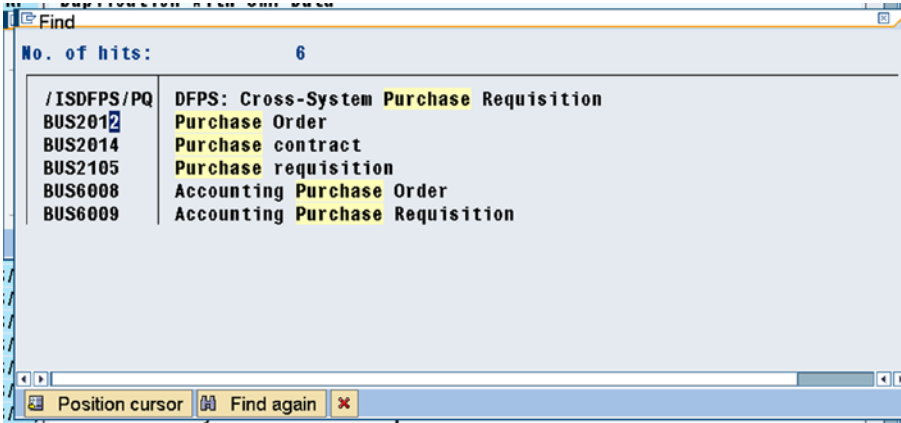 Find
No. of hits: 6
/ISDFPS/PQ DFPS: Cross-System Purchase Requisition
BUS2012 Purchase Order
BUS2014 Purchase contract
BUS2105 Purchase requisition
BUS6008 Accounting Purchase Order
BUS6009 Accounting Purchase Requisition
Position cursor Find again